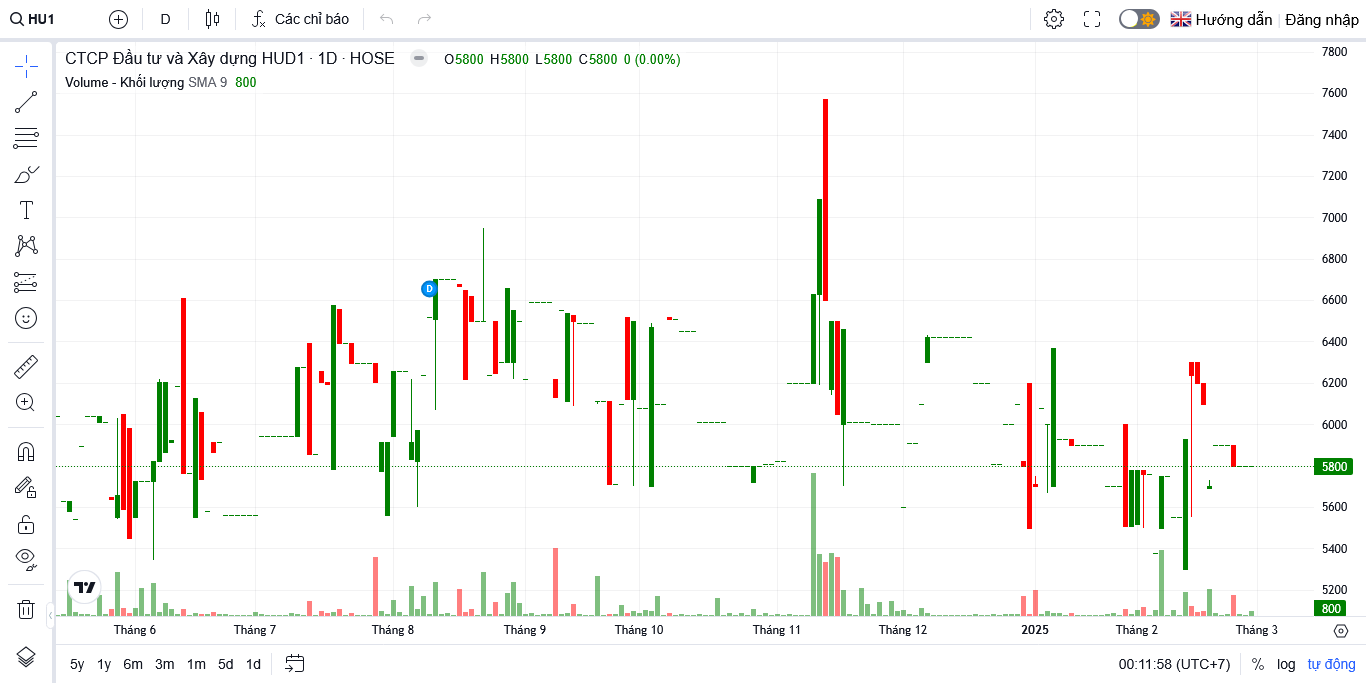 HU1 D Các chỉ báo Hướng dẫn Đăng nhập
CTCP Đầu tư và Xây dựng HUD1 · 1D · HOSE O5800 H5800 L5800 C5800 0 (0.00%)
Volume - Khối lượng SMA 9 800
7800
7600
7400
7200
7000
6800
6600
6400
6200
6000
5800
5600
5400
5200
800
D
Tháng 6 Tháng 7 Tháng 8 Tháng 9 Tháng 10 Tháng 11 Tháng 12 2025 Tháng 2 Tháng 3
5y 1y 6m 3m 1m 5d 1d 00:11:58 (UTC+7) % log tự động